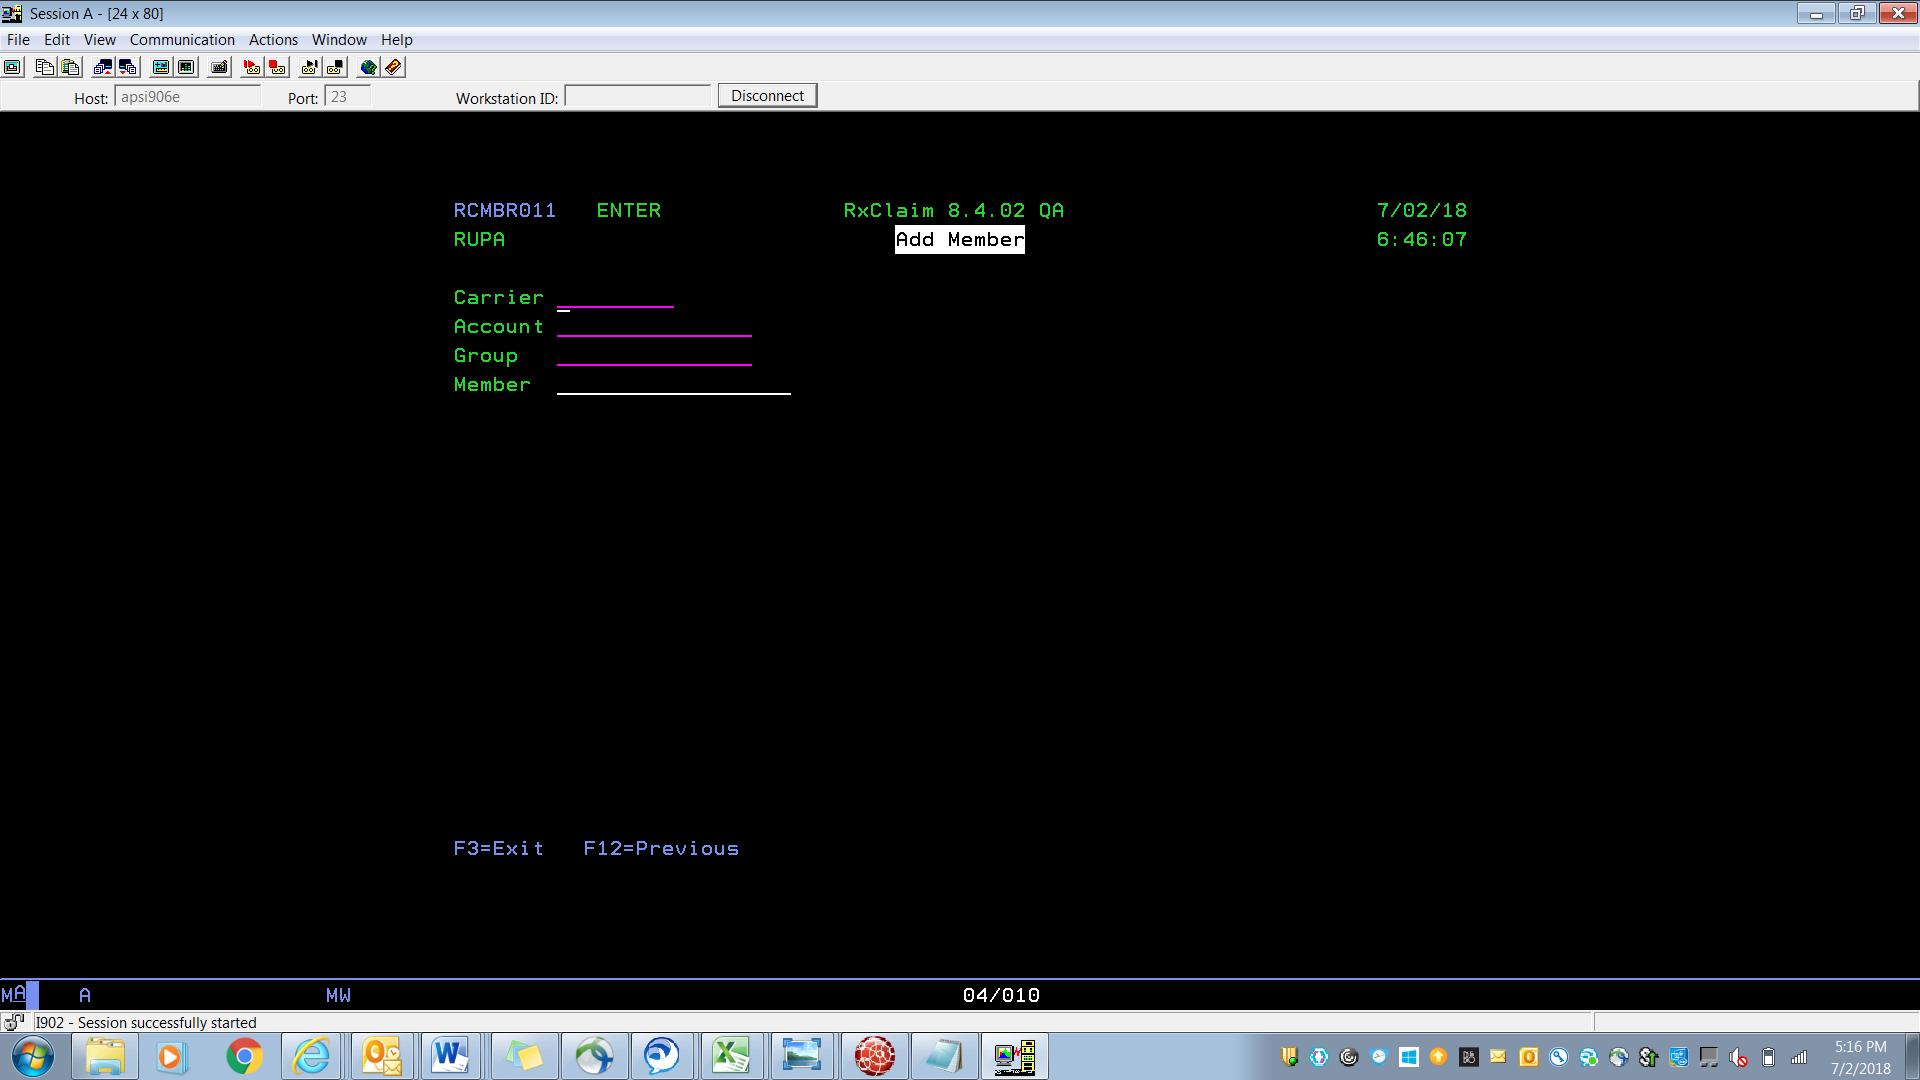 Session A - [24 x 80]
File Edit View Communication Actions Window Help
Host: apsi906e Port: 23 Workstation ID: Disconnect
RCMBR011 ENTER RxClaim 8.4.02 QA 7/02/18
RUPA Add Member 6:46:07
Carrier
Account
Group
Member
F3=Exit F12=Previous
MA A MW 04/010
I902 - Session successfully started
5:16 PM
7/2/2018